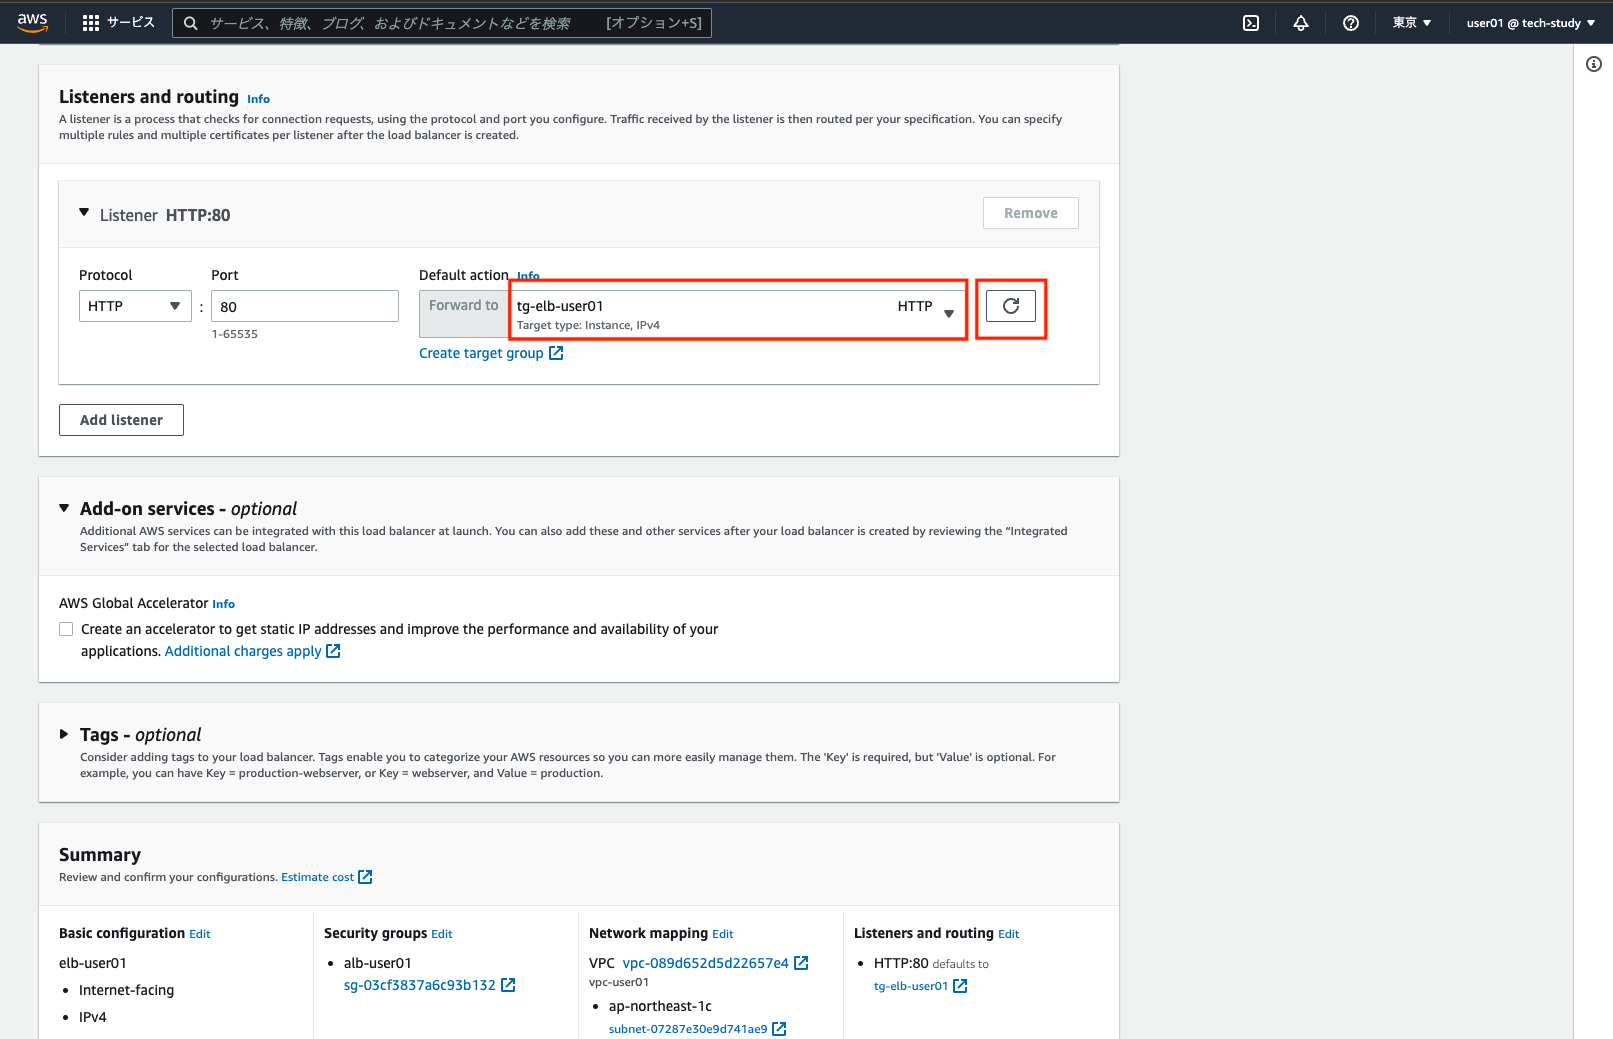 aws
サービス
サービス、特徴、ブログ、およびドキュメントなどを検索 [オプション+S]
東京
user01 @ tech-study
Listeners and routing Info
A listener is a process that checks for connection requests, using the protocol and port you configure. Traffic received by the listener is then routed per your specification. You can specify
multiple rules and multiple certificates per listener after the load balancer is created.
Listener HTTP:80
Remove
Protocol
Port
Default action Info
HTTP
:
80
1-65535
Forward to
tg-elb-user01
HTTP
Target type: Instance, IPv4
Create target group
Add listener
Add-on services - optional
Additional AWS services can be integrated with this load balancer at launch. You can also add these and other services after your load balancer is created by reviewing the “Integrated
Services” tab for the selected load balancer.
AWS Global Accelerator Info
Create an accelerator to get static IP addresses and improve the performance and availability of your
applications. Additional charges apply
Tags - optional
Consider adding tags to your load balancer. Tags enable you to categorize your AWS resources so you can more easily manage them. The 'Key' is required, but 'Value' is optional. For
example, you can have Key = production-webserver, or Key = webserver, and Value = production.
Summary
Review and confirm your configurations. Estimate cost
Basic configuration Edit
elb-user01
• Internet-facing
• IPv4
Security groups Edit
• alb-user01
sg-03cf3837a6c93b132
Network mapping Edit
VPC vpc-089d652d5d22657e4
vpc-user01
• ap-northeast-1c
subnet-07287e30e9d741ae9
Listeners and routing Edit
• HTTP:80 defaults to
tg-elb-user01